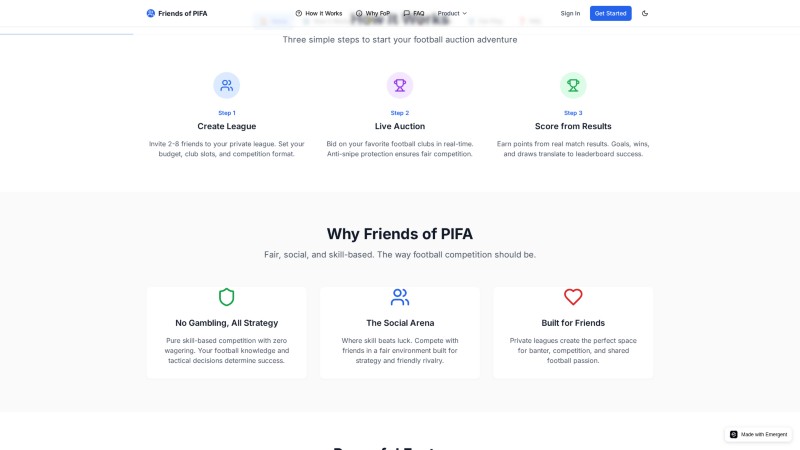 Friends of PIFA
How it Works
Why FoP
FAQ
Product
Sign In
Get Started
How it Works
Three simple steps to start your football auction adventure
Step 1
Create League
Invite 2-8 friends to your private league. Set your
budget, club slots, and competition format.
Step 2
Live Auction
Bid on your favorite football clubs in real-time.
Anti-snipe protection ensures fair competition.
Step 3
Score from Results
Earn points from real match results. Goals, wins,
and draws translate to leaderboard success.
Why Friends of PIFA
Fair, social, and skill-based. The way football competition should be.
No Gambling, All Strategy
Pure skill-based competition with zero
wagering. Your football knowledge and
tactical decisions determine success.
The Social Arena
Where skill beats luck. Compete with
friends in a fair environment built for
strategy and friendly rivalry.
Built for Friends
Private leagues create the perfect space
for banter, competition, and shared
football passion.
Made with Emergent